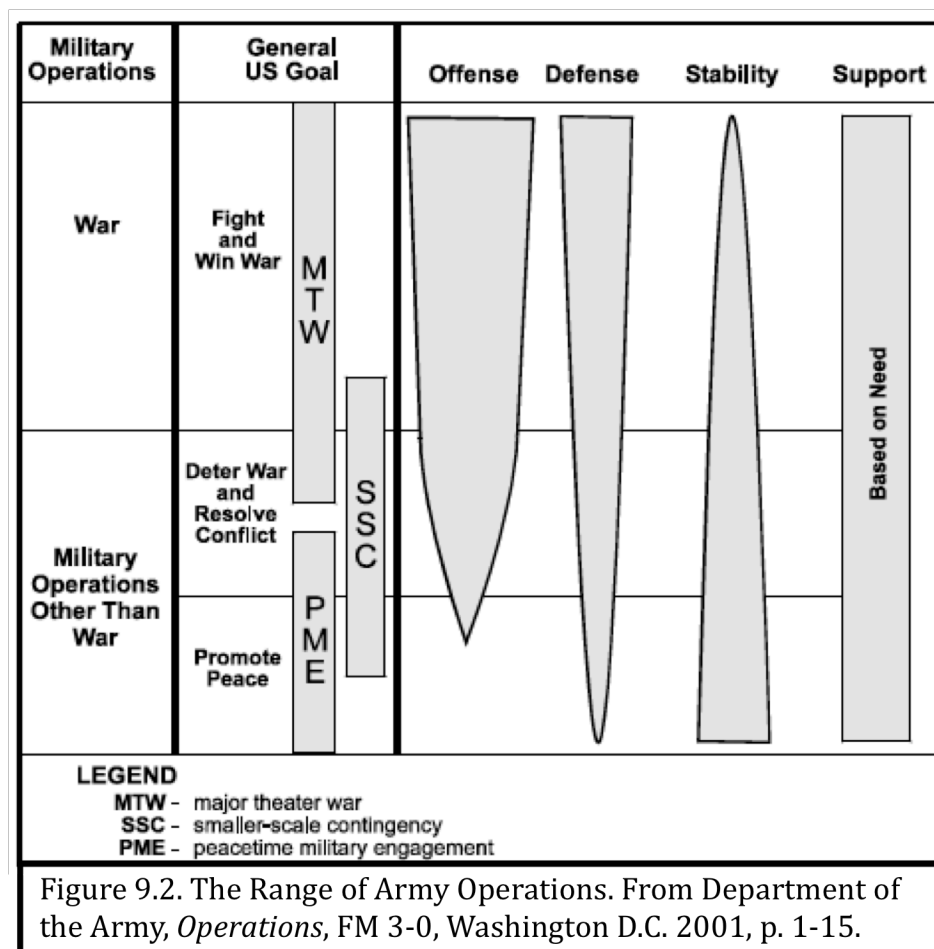 Military
Operations
General
US Goal
Offense
Defense
Stability
Support
War
Fight
and
Win War
MTW
Deter War
and
Resolve
Conflict
SSC
Military
Operations
Other Than
War
Promote
Peace
PME
Based on Need
LEGEND
MTW – major theater war
SSC – smaller-scale contingency
PME – peacetime military engagement
Figure 9.2. The Range of Army Operations. From Department of
the Army, Operations, FM 3-0, Washington D.C. 2001, p. 1-15.